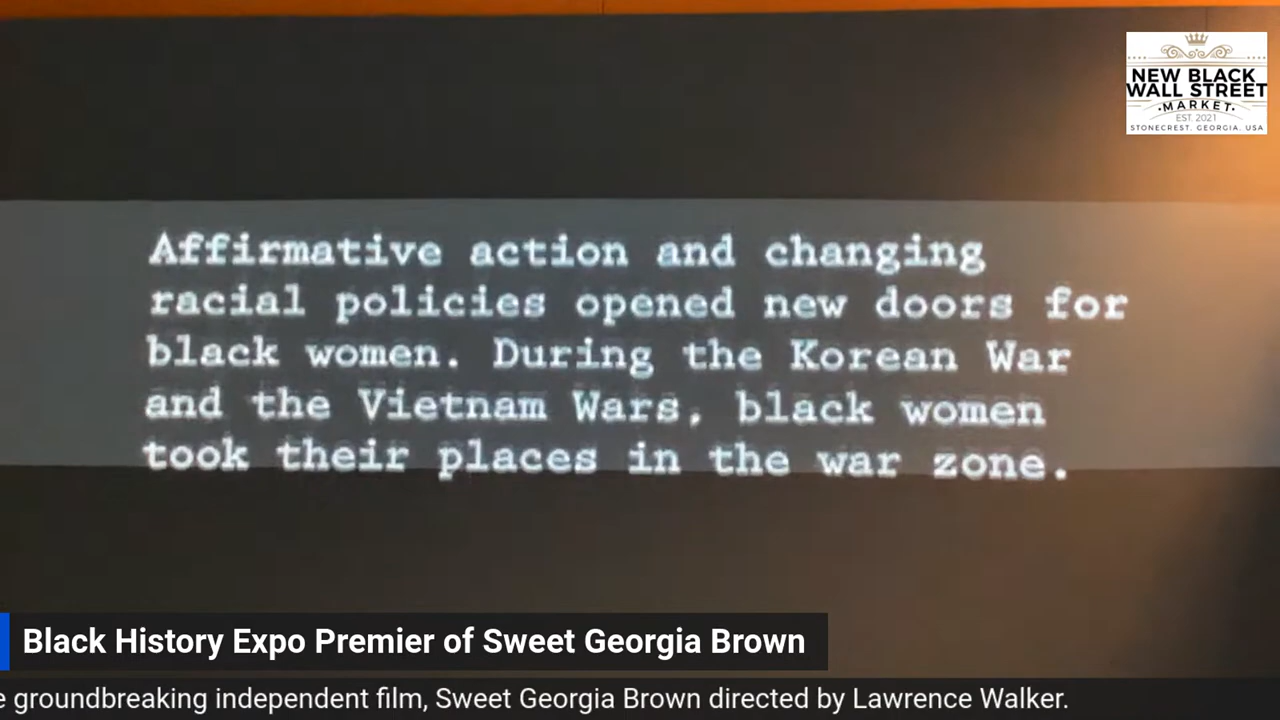 NEW BLACK
WALL STREET
·MARKET·
EST. 2021
STONECREST, GEORGIA, USA
Affirmative action and changing
racial policies opened new doors for
black women. During the Korean War
and the Vietnam Wars, black women
took their places in the war zone.
Black History Expo Premier of Sweet Georgia Brown
e groundbreaking independent film, Sweet Georgia Brown directed by Lawrence Walker.